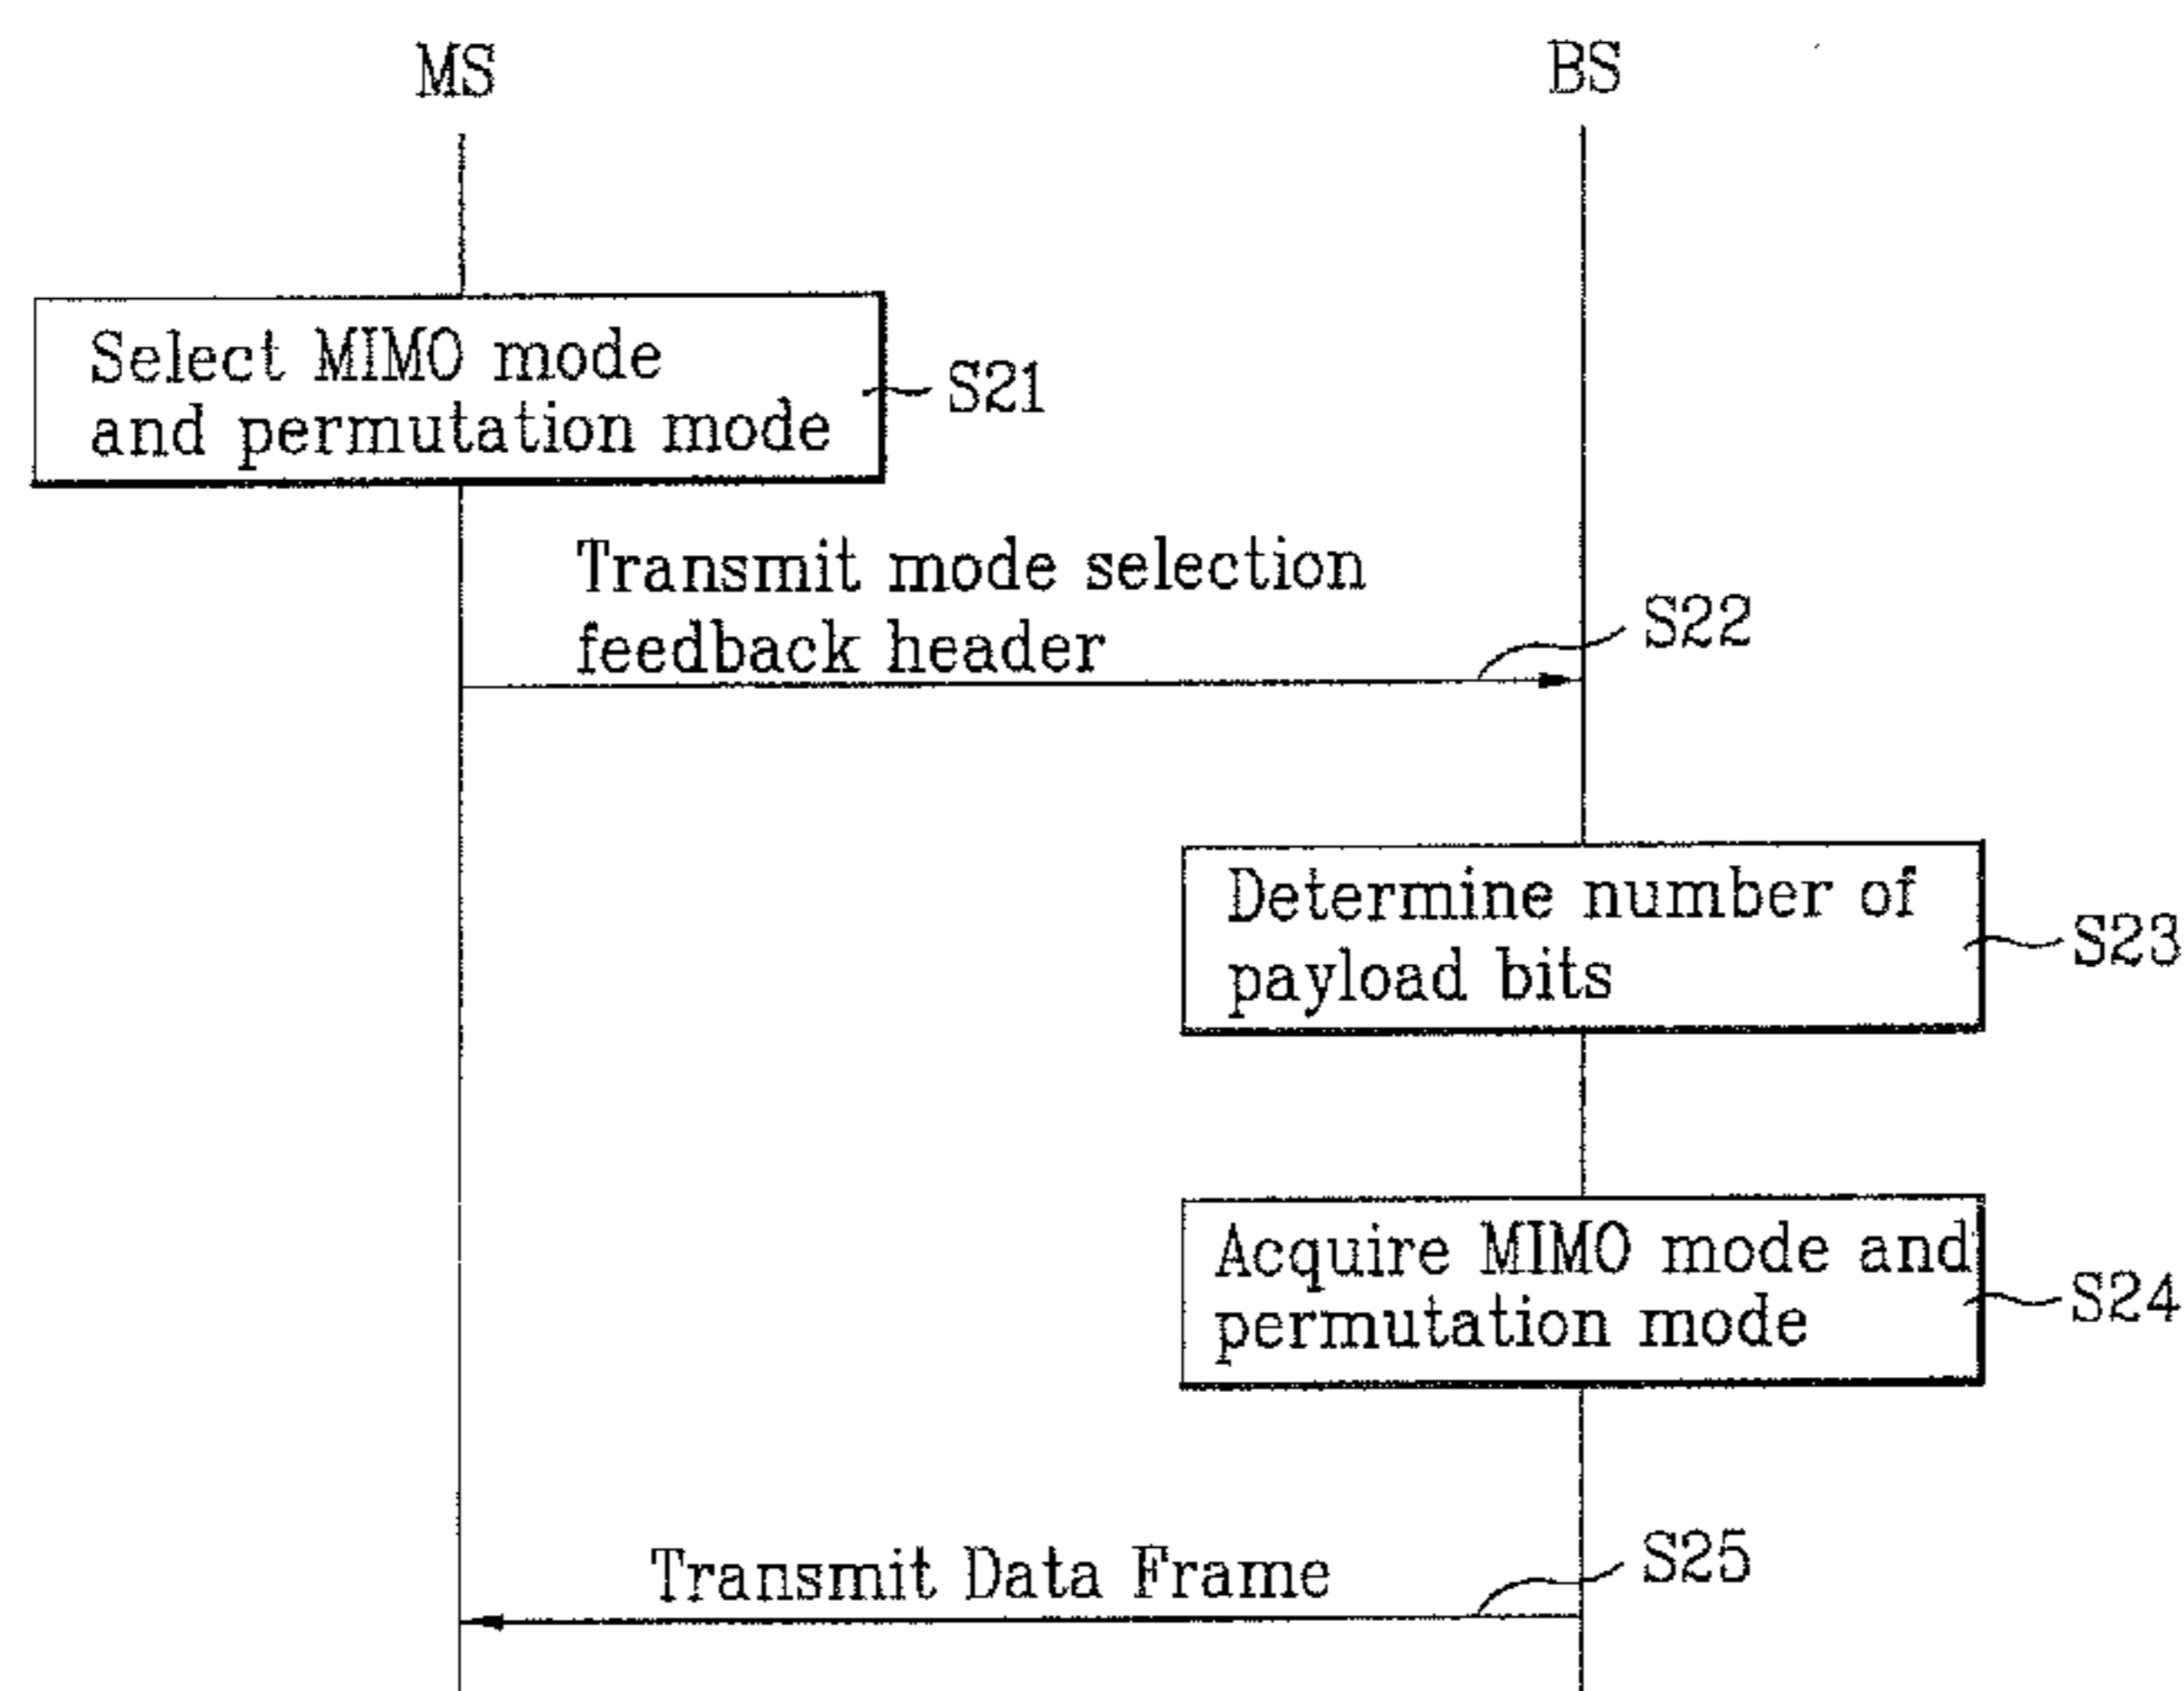 MS
BS
Select MIMO mode
and permutation mode
S21
Transmit mode selection
feedback header
S22
Determine number of
payload bits
S23
Acquire MIMO mode and
permutation mode
S24
Transmit Data Frame
S25